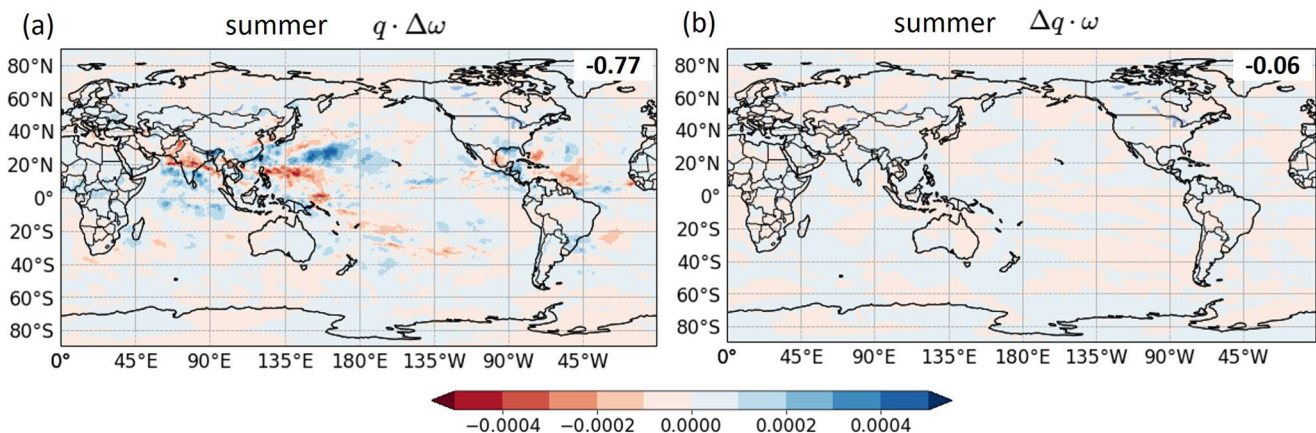 (a) summer q · Δω
(b) summer Δq · ω
-0.77
-0.06
80°N
60°N
40°N
20°N
0°
20°S
40°S
60°S
80°S
0° 45°E 90°E 135°E 180°E 135°W 90°W 45°W
80°N
60°N
40°N
20°N
0°
20°S
40°S
60°S
80°S
0° 45°E 90°E 135°E 180°E 135°W 90°W 45°W
−0.0004 −0.0002 0.0000 0.0002 0.0004